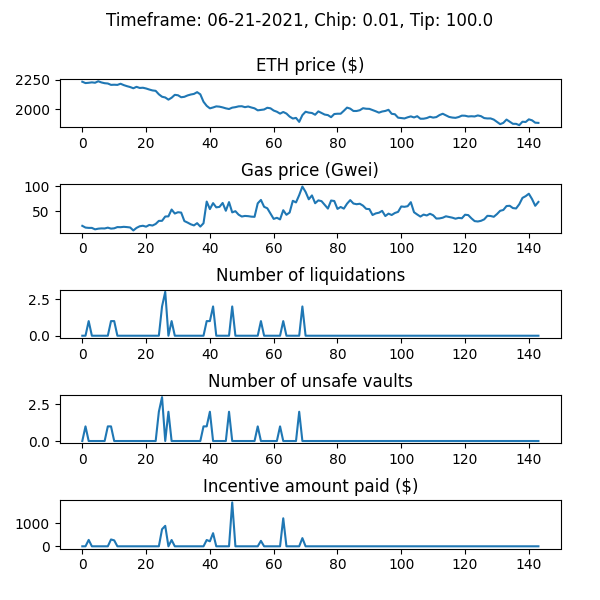 Timeframe: 06-21-2021, Chip: 0.01, Tip: 100.0
ETH price ($)
2250
2000
0 20 40 60 80 100 120 140
Gas price (Gwei)
100
50
0 20 40 60 80 100 120 140
Number of liquidations
2.5
0.0
0 20 40 60 80 100 120 140
Number of unsafe vaults
2.5
0.0
0 20 40 60 80 100 120 140
Incentive amount paid ($)
1000
0
0 20 40 60 80 100 120 140